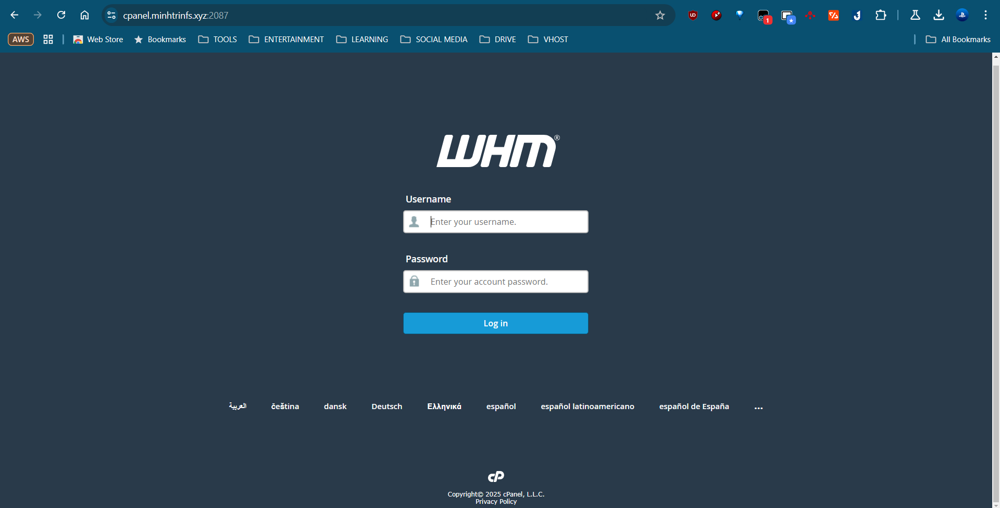 cpanel.minhtrinfs.xyz:2087
1
AWS Web Store Bookmarks TOOLS ENTERTAINMENT LEARNING SOCIAL MEDIA DRIVE VHOST All Bookmarks
WHM®
Username
Enter your username.
Password
Enter your account password.
Log in
العربية čeština dansk Deutsch Ελληνικά español español latinoamericano español de España ...
cP
Copyright© 2025 cPanel, L.L.C.
Privacy Policy